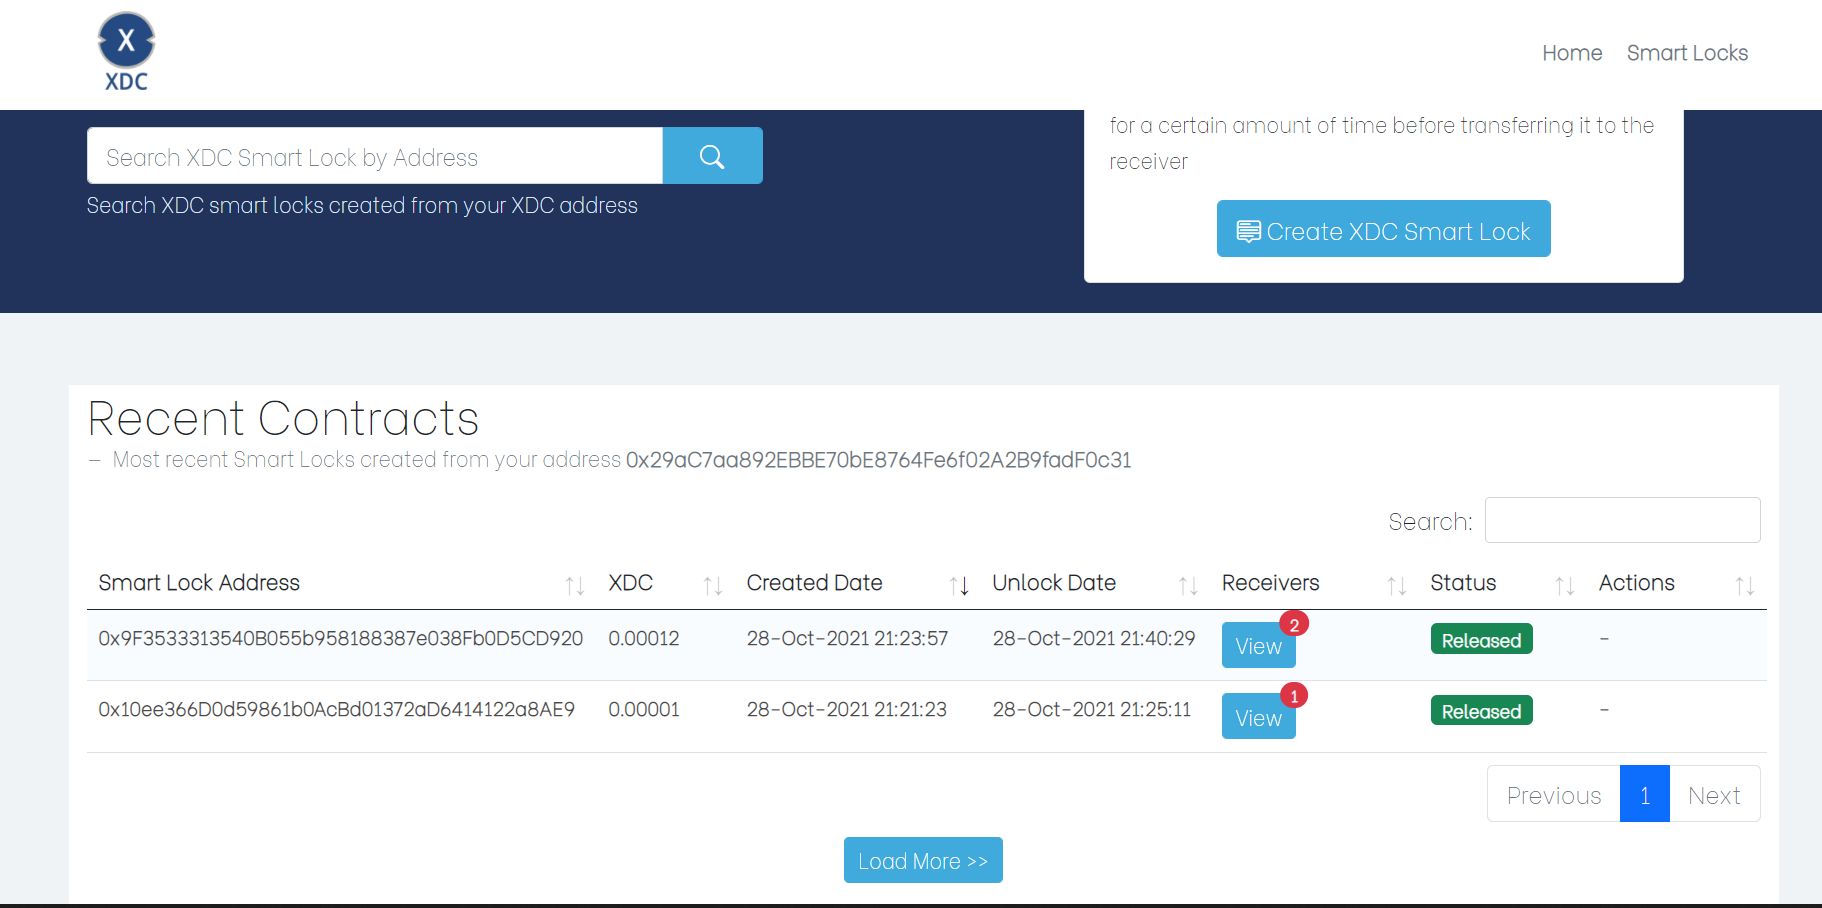 X
XDC
Home Smart Locks
for a certain amount of time before transferring it to the
receiver
Search XDC Smart Lock by Address
Search XDC smart locks created from your XDC address
Create XDC Smart Lock
Recent Contracts
– Most recent Smart Locks created from your address 0x29aC7aa892EBBE70bE8764Fe6f02A2B9fadF0c31
Search:
Smart Lock Address XDC Created Date Unlock Date Receivers Status Actions
0x9F3533313540B055b958188387e038Fb0D5CD920 0.00012 28-Oct-2021 21:23:57 28-Oct-2021 21:40:29 View 2 Released -
0x10ee366D0d59861b0AcBd01372aD6414122a8AE9 0.00001 28-Oct-2021 21:21:23 28-Oct-2021 21:25:11 View 1 Released -
Previous 1 Next
Load More >>